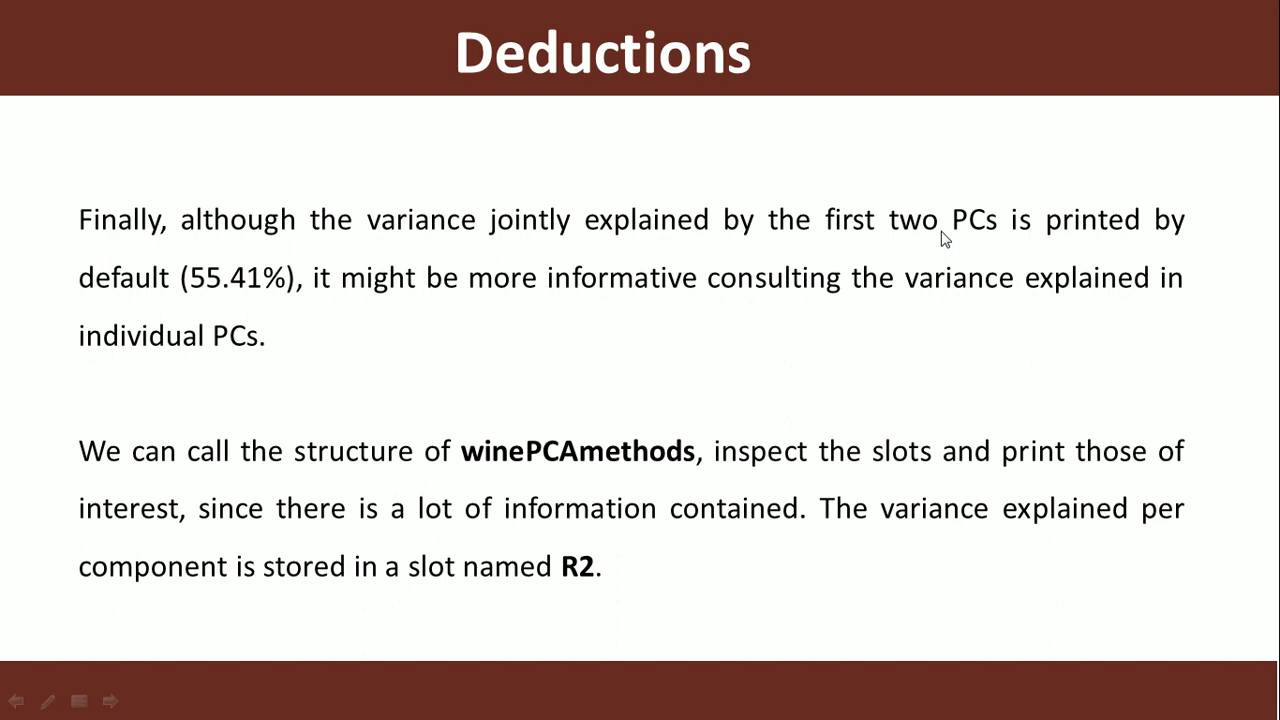 Deductions
Finally, although the variance jointly explained by the first two PCs is printed by
default (55.41%), it might be more informative consulting the variance explained in
individual PCs.
We can call the structure of winePCAmethods, inspect the slots and print those of
interest, since there is a lot of information contained. The variance explained per
component is stored in a slot named R2.